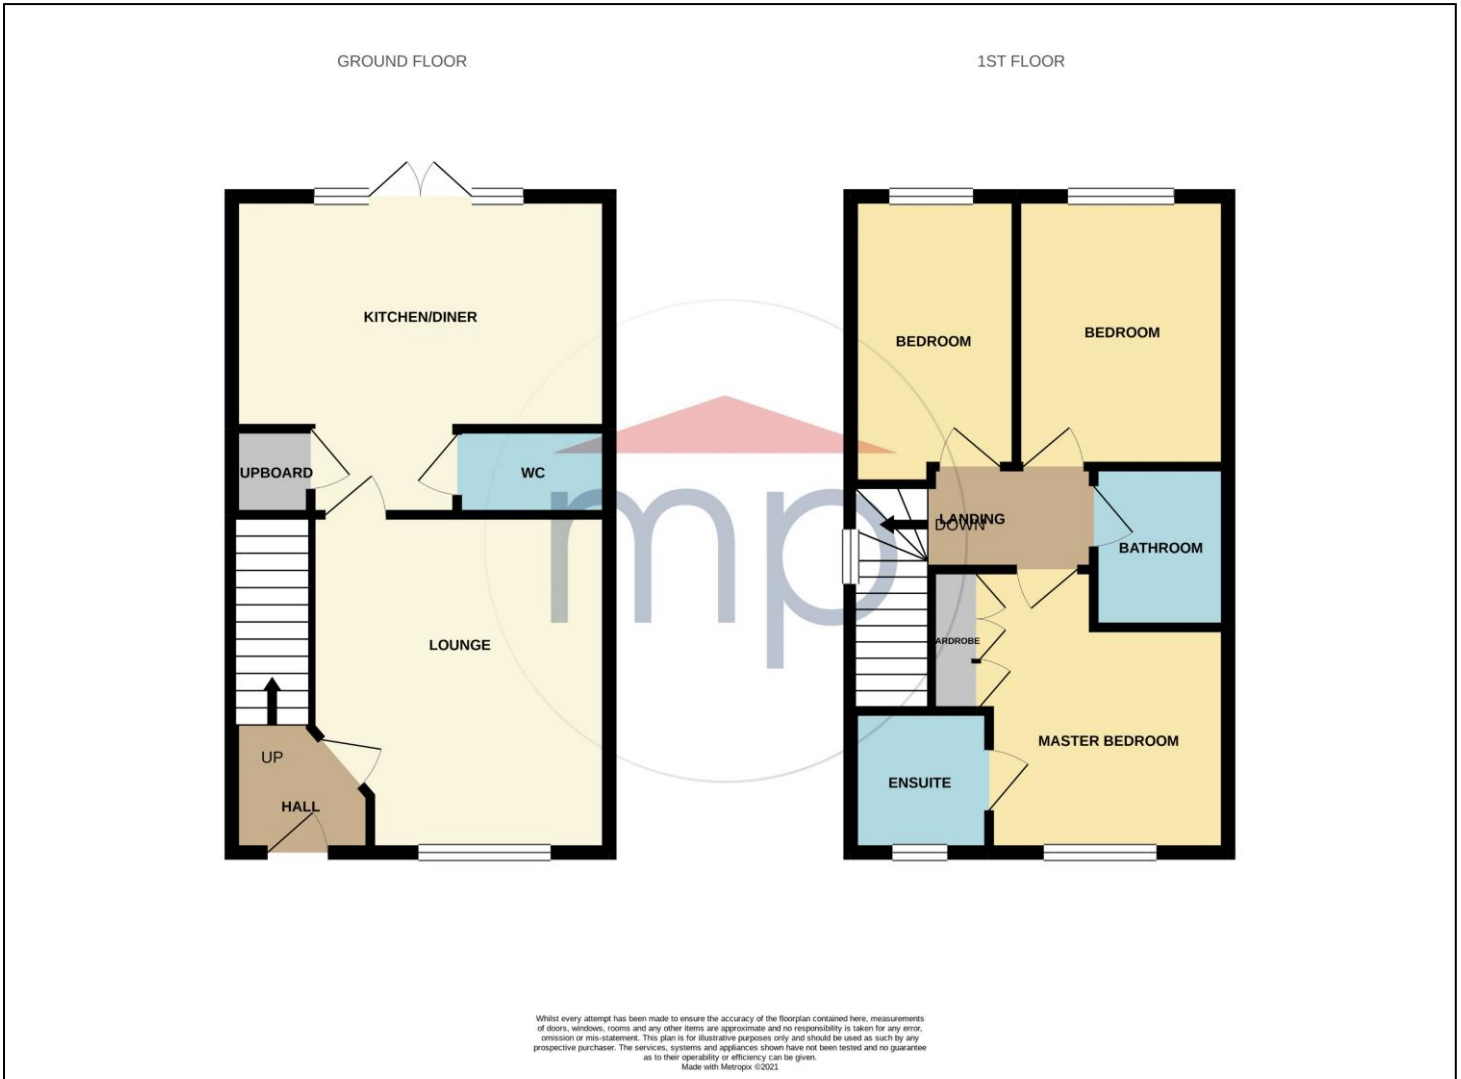 GROUND FLOOR
1ST FLOOR
KITCHEN/DINER
UPBOARD
WC
LOUNGE
UP
HALL
BEDROOM
BEDROOM
LANDING
DOWN
BATHROOM
ARDROBE
MASTER BEDROOM
ENSUITE
mp
Whilst every attempt has been made to ensure the accuracy of the floorplan contained here, measurements
of doors, windows, rooms and any other items are approximate and no responsibility is taken for any error,
omission or mis-statement. This plan is for illustrative purposes only and should be used as such by any
prospective purchaser. The services, systems and appliances shown have not been tested and no guarantee
as to their operability or efficiency can be given.
Made with Metropix ©2021